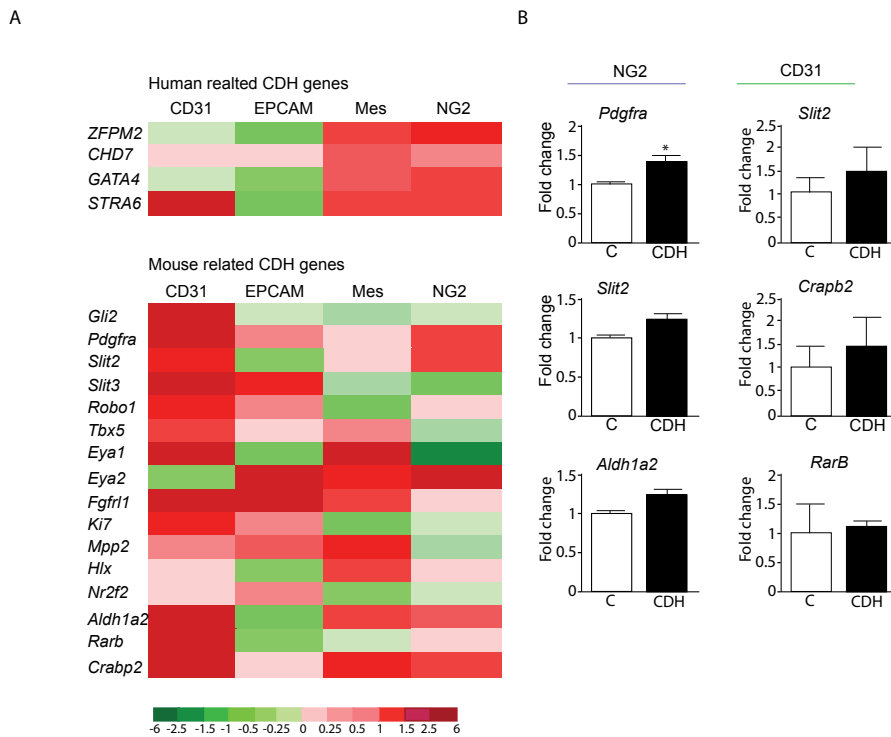 A
Human realted CDH genes
CD31 EPCAM Mes NG2
ZFPM2
CHD7
GATA4
STRA6
Mouse related CDH genes
CD31 EPCAM Mes NG2
Gli2
Pdgfra
Slit2
Slit3
Robo1
Tbx5
Eya1
Eya2
Fgfrl1
Ki7
Mpp2
Hlx
Nr2f2
Aldh1a2
Rarb
Crabp2
-6 -2.5 -1.5 -1 -0.5 -0.25 0 0.25 0.5 1 1.5 2.5 6
B
NG2 CD31
Pdgfra
Fold change
2
1.5
1
0.5
0
*
C CDH
Slit2
Fold change
2.5
2
1.5
1
0.5
0
C CDH
Slit2
Fold change
1.5
1
0.5
0
C CDH
Crapb2
Fold change
2.5
2
1.5
1
0.5
0
C CDH
Aldh1a2
Fold change
1.5
1
0.5
0
C CDH
RarB
Fold change
2
1.5
1
0.5
0
C CDH